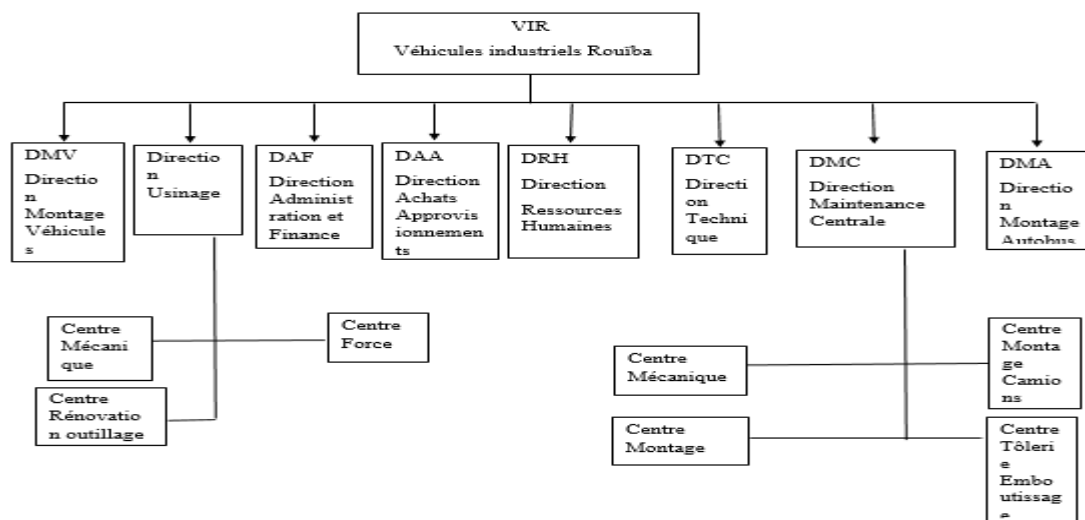 VIR
Véhicules industriels Rouïba
DMV
Directio
n
Montage
Véhicule
s
Directio
n
Usinage
DAF
Direction
Administ
ration et
Finance
DAA
Direction
Achats
Approvis
ionnemen
ts
DRH
Direction
Ressources
Humaines
DTC
Directi
on
Techniq
ue
DMC
Direction
Maintenance
Centrale
DMA
Directio
n
Montage
Autobus
Centre
Mécani
que
Centre
Force
Centre
Rénovatio
n outillage
Centre
Mécanique
Centre
Monta
ge
Camio
ns
Centre
Montage
Centre
Tôleri
e
Embo
utissag
e